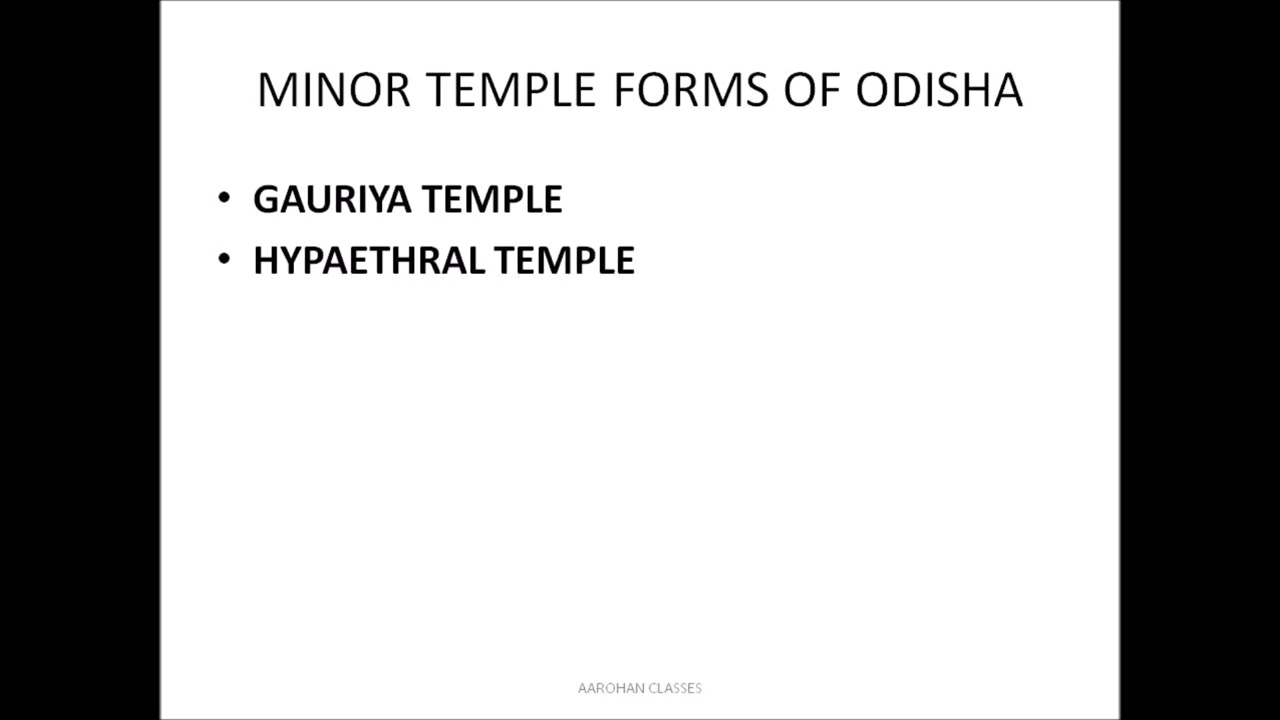 MINOR TEMPLE FORMS OF ODISHA
• GAURIYA TEMPLE
• HYPAETHRAL TEMPLE
AAROHAN CLASSES